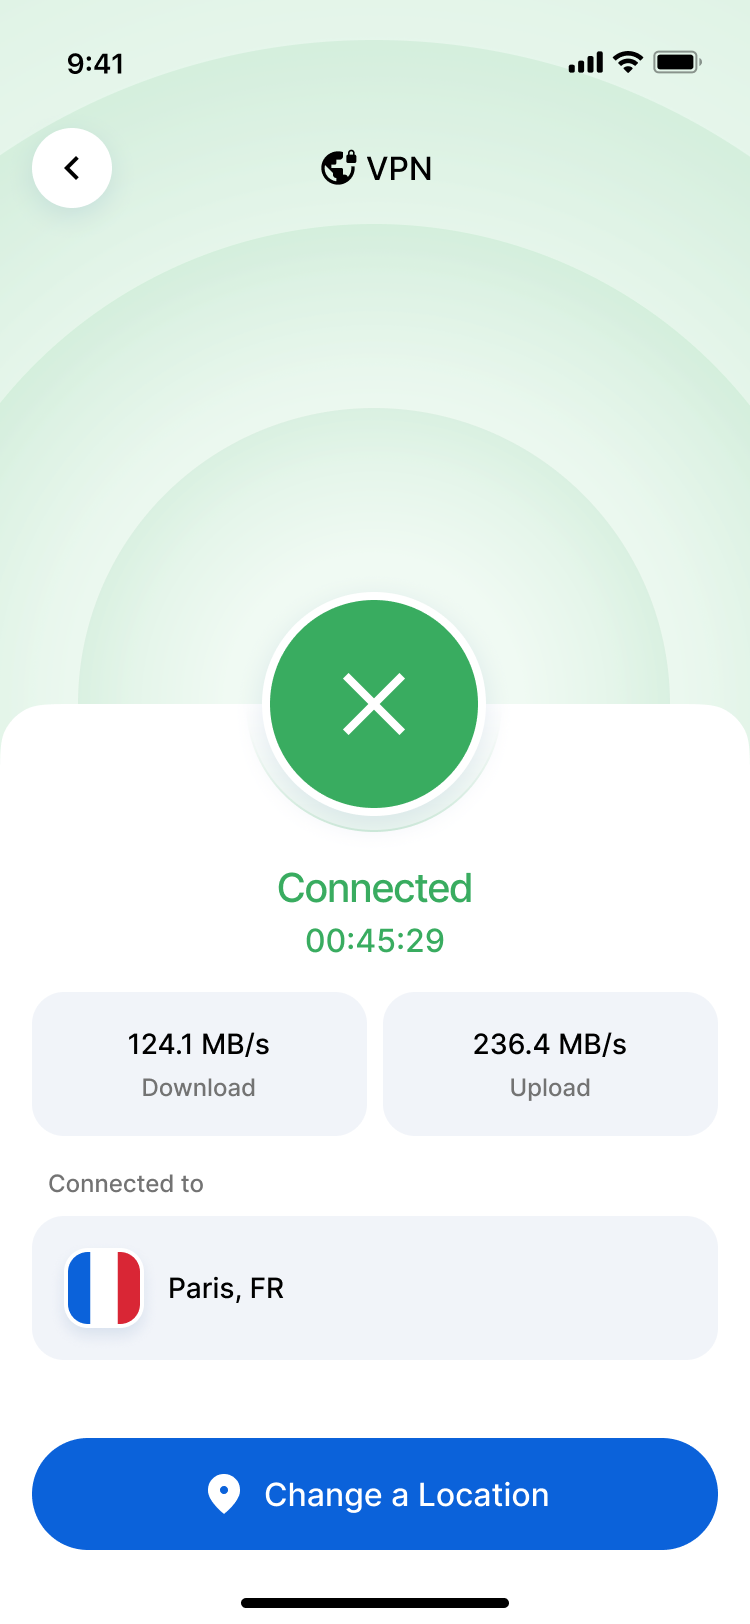 9:41
VPN
Connected
00:45:29
124.1 MB/s
Download
236.4 MB/s
Upload
Connected to
Paris, FR
Change a Location